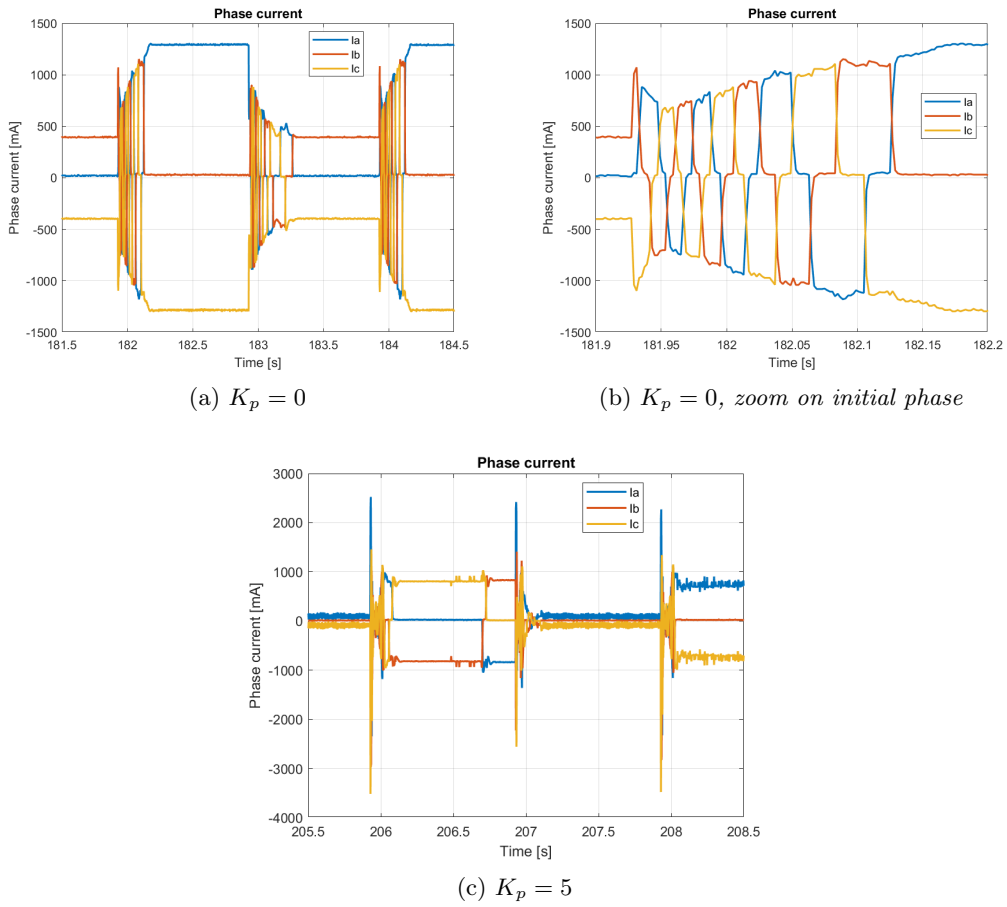 Phase current
1500
1000
500
0
-500
-1000
-1500
Phase current [mA]
Ia
Ib
Ic
181.5 182 182.5 183 183.5 184 184.5
Time [s]
(a) Kp = 0
Phase current
1500
1000
500
0
-500
-1000
-1500
Phase current [mA]
Ia
Ib
Ic
181.9 181.95 182 182.05 182.1 182.15 182.2
Time [s]
(b) Kp = 0, zoom on initial phase
Phase current
3000
2000
1000
0
-1000
-2000
-3000
-4000
Phase current [mA]
Ia
Ib
Ic
205.5 206 206.5 207 207.5 208 208.5
Time [s]
(c) Kp = 5